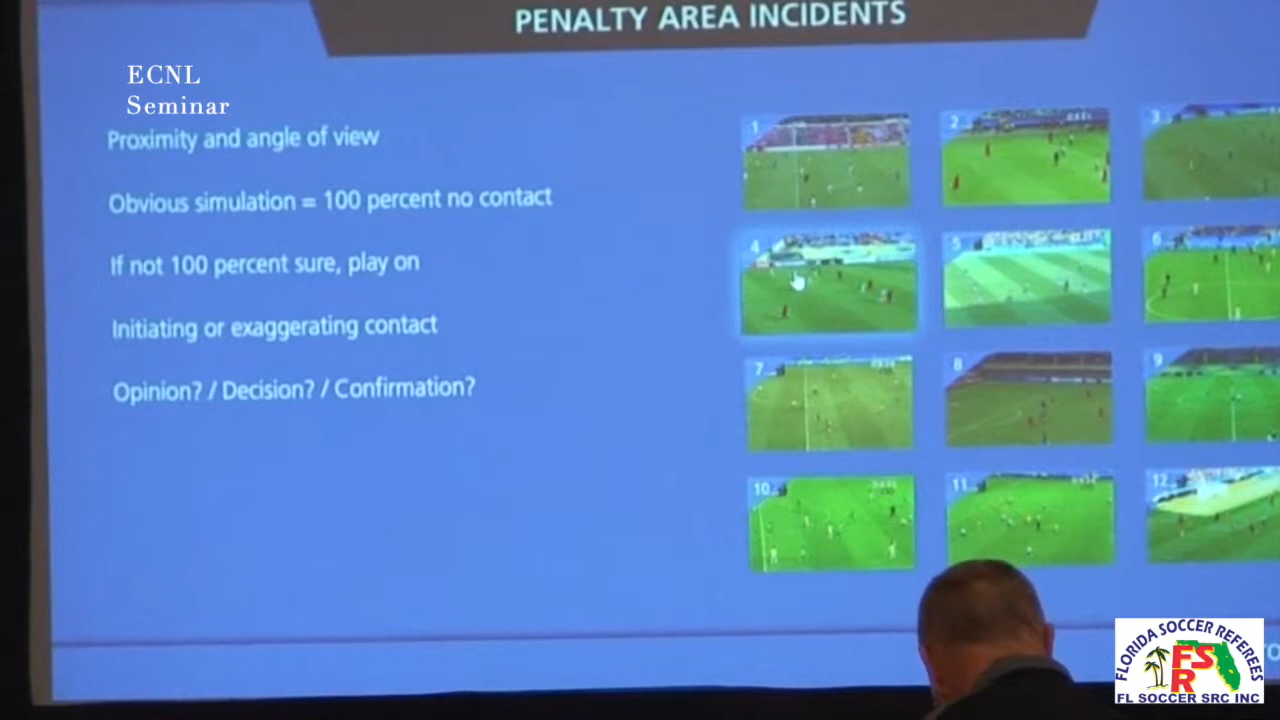 PENALTY AREA INCIDENTS
ECNL
Seminar
Proximity and angle of view
Obvious simulation = 100 percent no contact
If not 100 percent sure, play on
Initiating or exaggerating contact
Opinion? / Decision? / Confirmation?
1
2
3
4
5
6
7
8
9
10
11
12
FLORIDA SOCCER REFEREES
FS
R
FL SOCCER SRC INC